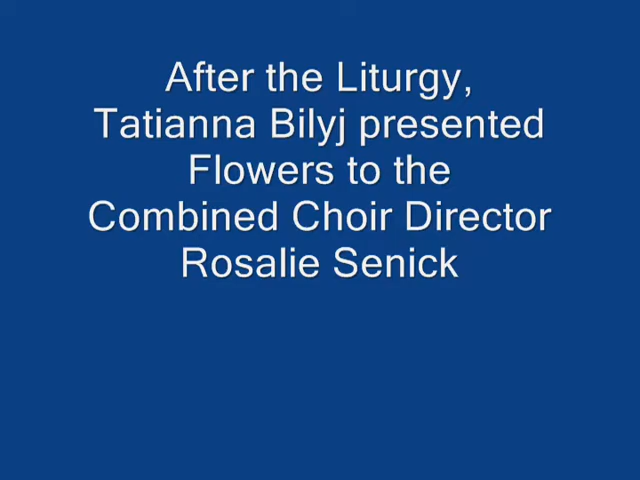 After the Liturgy,
Tatianna Bilyj presented
Flowers to the
Combined Choir Director
Rosalie Senick